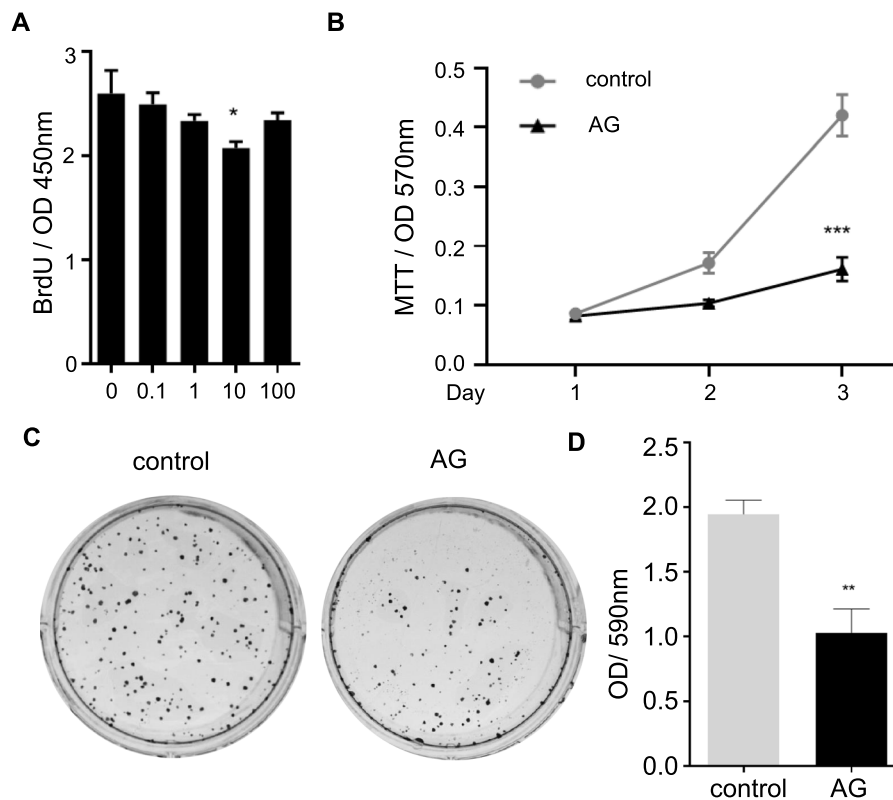 A
BrdU / OD 450nm
3
2
1
0
*
0 0.1 1 10 100
B
MTT / OD 570nm
0.5
0.4
0.3
0.2
0.1
0.0
control
AG
***
Day 1 2 3
C
control AG
D
OD/ 590nm
2.5
2.0
1.5
1.0
0.5
0.0
**
control AG